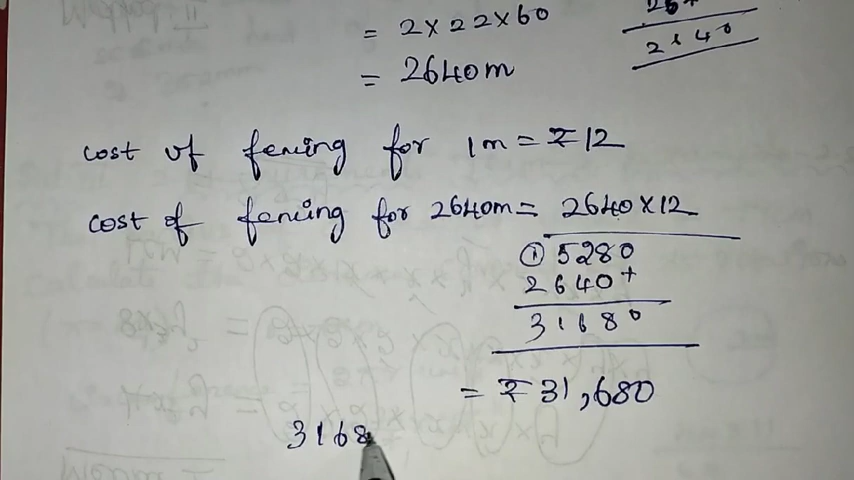 = 2×22×60
2640
= 2640m
cost of fencing for 1m = ₹12
cost of fencing for 2640m = 2640×12
① 5280
2640+
31680
= ₹31,680
3168